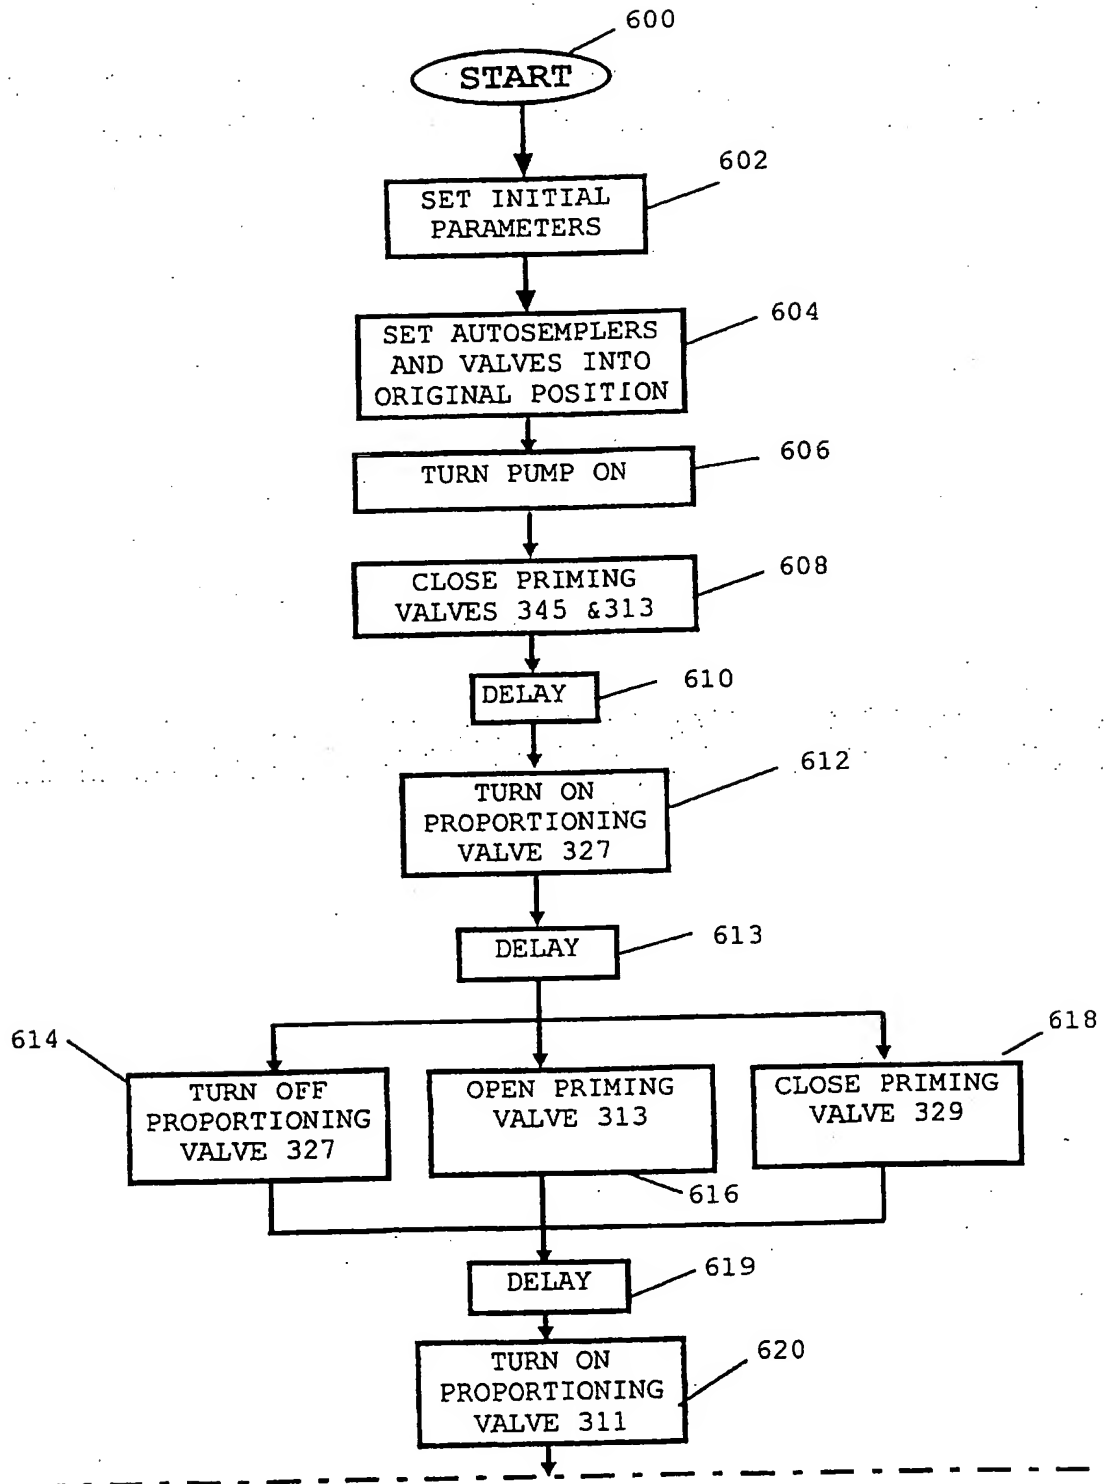 600
START
602
SET INITIAL
PARAMETERS
604
SET AUTOSEMPLERS
AND VALVES INTO
ORIGINAL POSITION
606
TURN PUMP ON
608
CLOSE PRIMING
VALVES 345 &313
610
DELAY
612
TURN ON
PROPORTIONING
VALVE 327
613
DELAY
614
TURN OFF
PROPORTIONING
VALVE 327
OPEN PRIMING
VALVE 313
616
618
CLOSE PRIMING
VALVE 329
619
DELAY
620
TURN ON
PROPORTIONING
VALVE 311